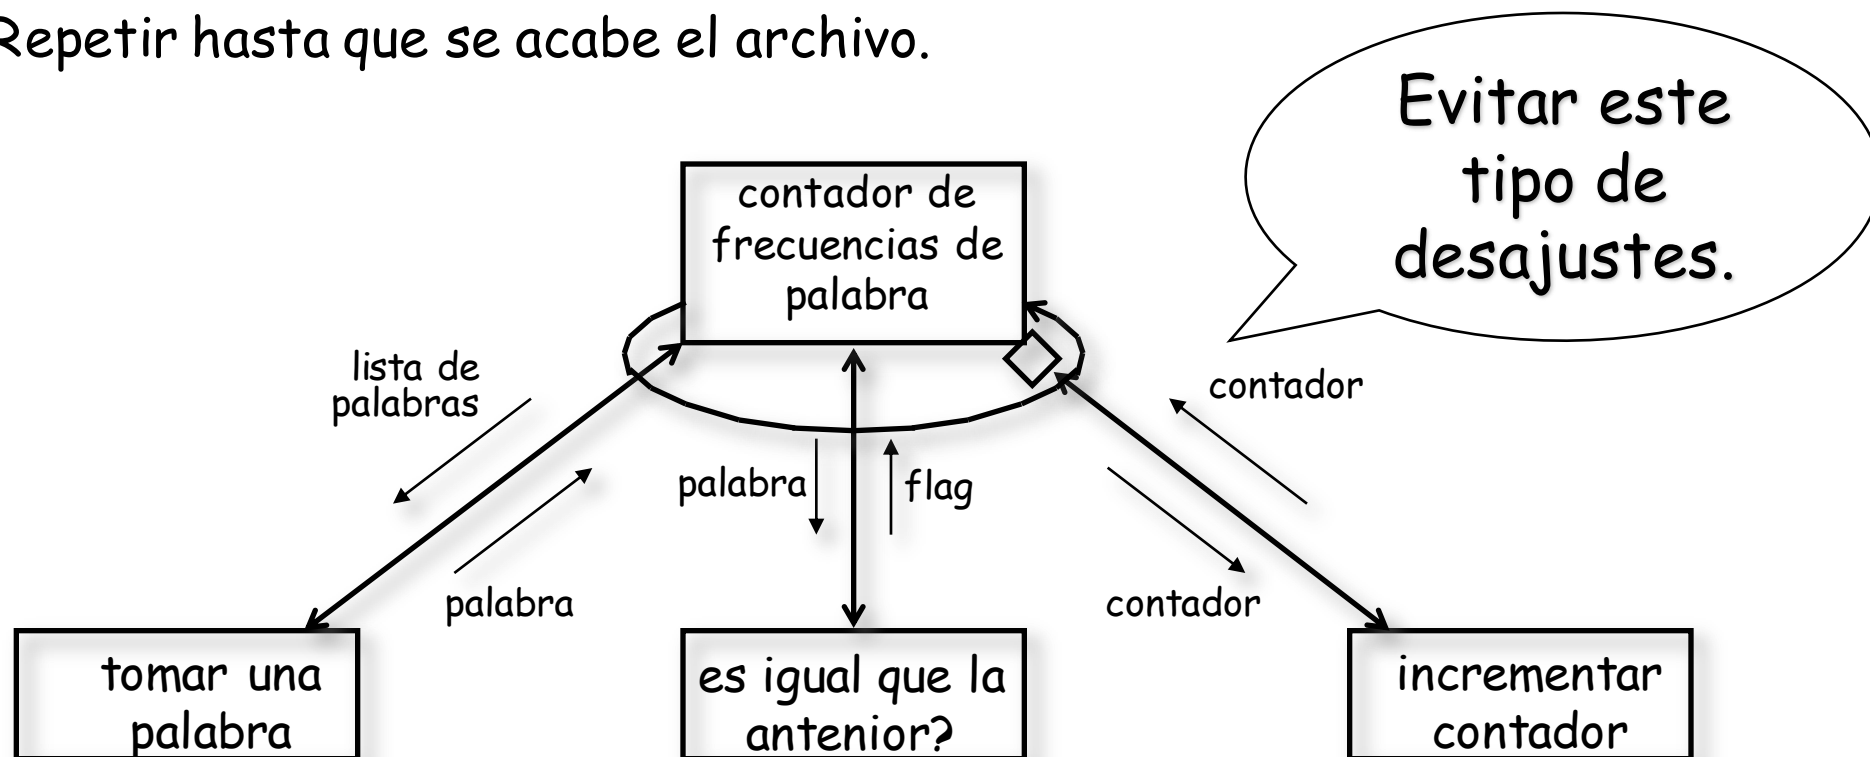 Repetir hasta que se acabe el archivo.
Evitar este
tipo de
desajustes.
contador de
frecuencias de
palabra
lista de
palabras
contador
palabra
flag
palabra
contador
tomar una
palabra
es igual que la
antenior?
incrementar
contador